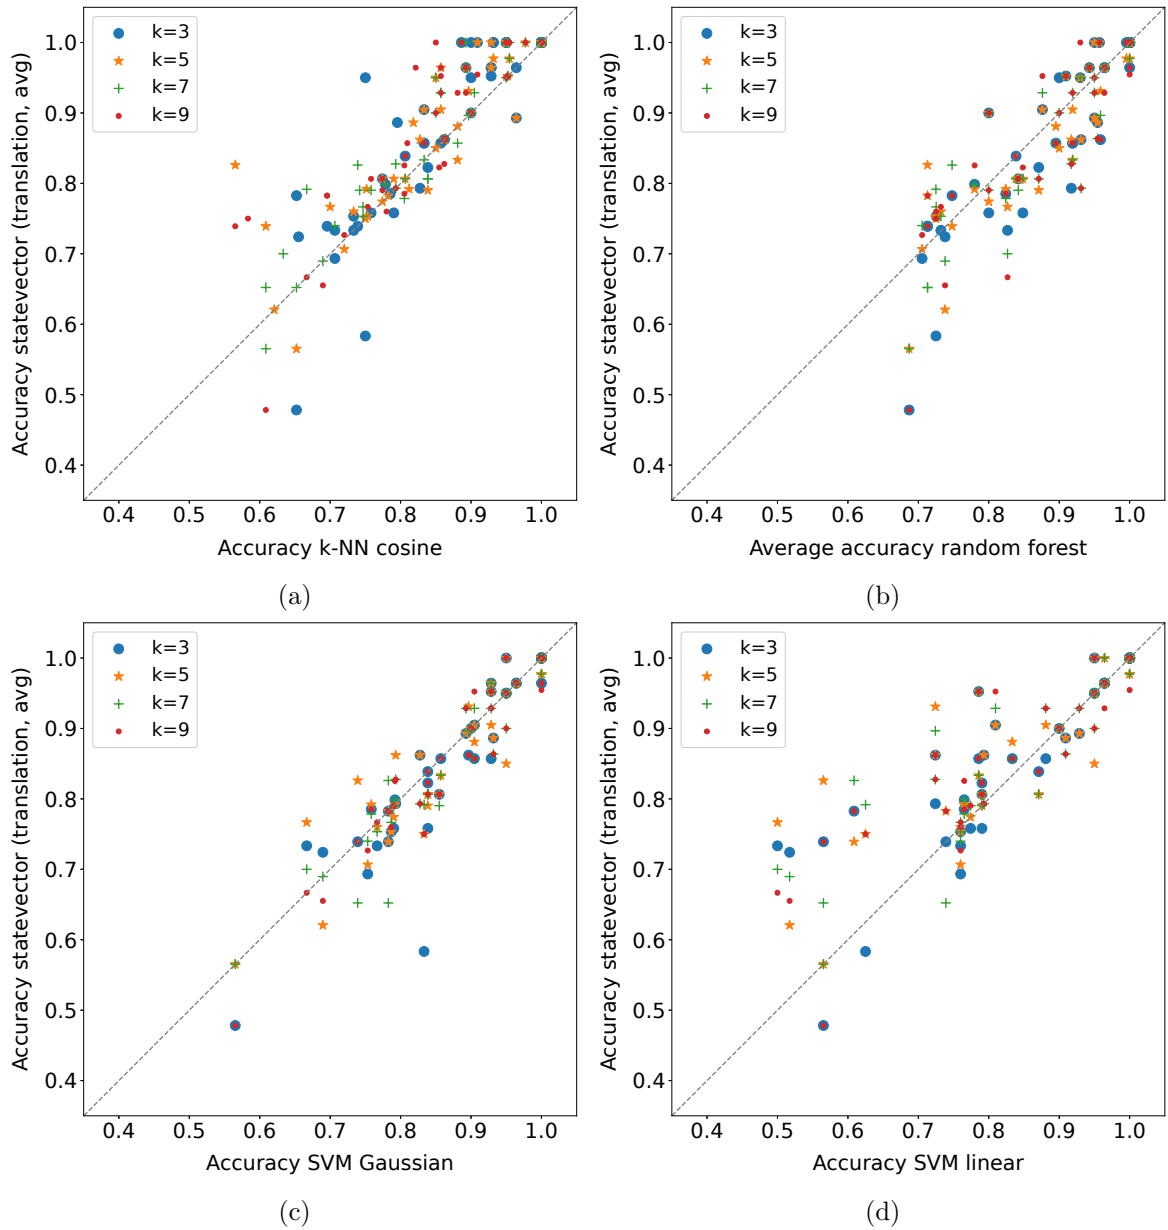 k=3
k=5
k=7
k=9
1.0
0.9
0.8
0.7
0.6
0.5
0.4
Accuracy statevector (translation, avg)
0.4 0.5 0.6 0.7 0.8 0.9 1.0
Accuracy k-NN cosine
(a)
k=3
k=5
k=7
k=9
1.0
0.9
0.8
0.7
0.6
0.5
0.4
Accuracy statevector (translation, avg)
0.4 0.5 0.6 0.7 0.8 0.9 1.0
Average accuracy random forest
(b)
k=3
k=5
k=7
k=9
1.0
0.9
0.8
0.7
0.6
0.5
0.4
Accuracy statevector (translation, avg)
0.4 0.5 0.6 0.7 0.8 0.9 1.0
Accuracy SVM Gaussian
(c)
k=3
k=5
k=7
k=9
1.0
0.9
0.8
0.7
0.6
0.5
0.4
Accuracy statevector (translation, avg)
0.4 0.5 0.6 0.7 0.8 0.9 1.0
Accuracy SVM linear
(d)